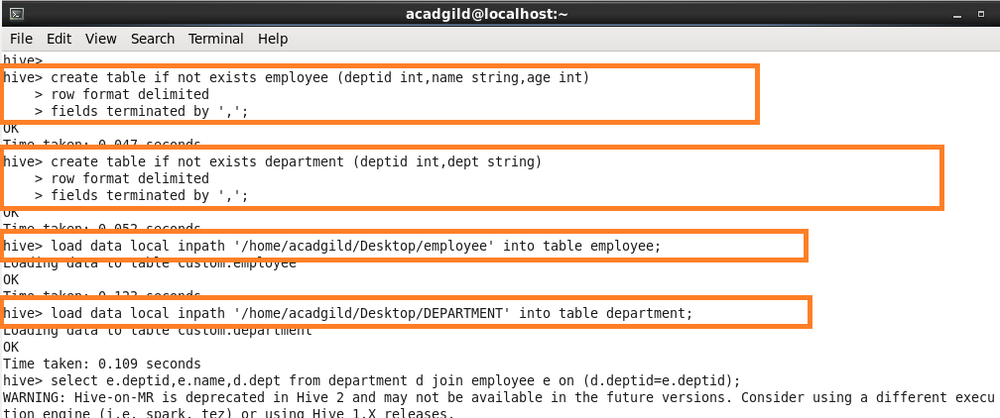 acadgild@localhost:~
File Edit View Search Terminal Help
hive>
hive> create table if not exists employee (deptid int,name string,age int)
    > row format delimited
    > fields terminated by ',';
OK
Time taken: 0.047 seconds
hive> create table if not exists department (deptid int,dept string)
    > row format delimited
    > fields terminated by ',';
OK
Time taken: 0.052 seconds
hive> load data local inpath '/home/acadgild/Desktop/employee' into table employee;
Loading data to table custom.employee
OK
Time taken: 0.123 seconds
hive> load data local inpath '/home/acadgild/Desktop/DEPARTMENT' into table department;
Loading data to table custom.department
OK
Time taken: 0.109 seconds
hive> select e.deptid,e.name,d.dept from department d join employee e on (d.deptid=e.deptid);
WARNING: Hive-on-MR is deprecated in Hive 2 and may not be available in the future versions. Consider using a different execu
tion engine (i.e. spark, tez) or using Hive 1.X releases.